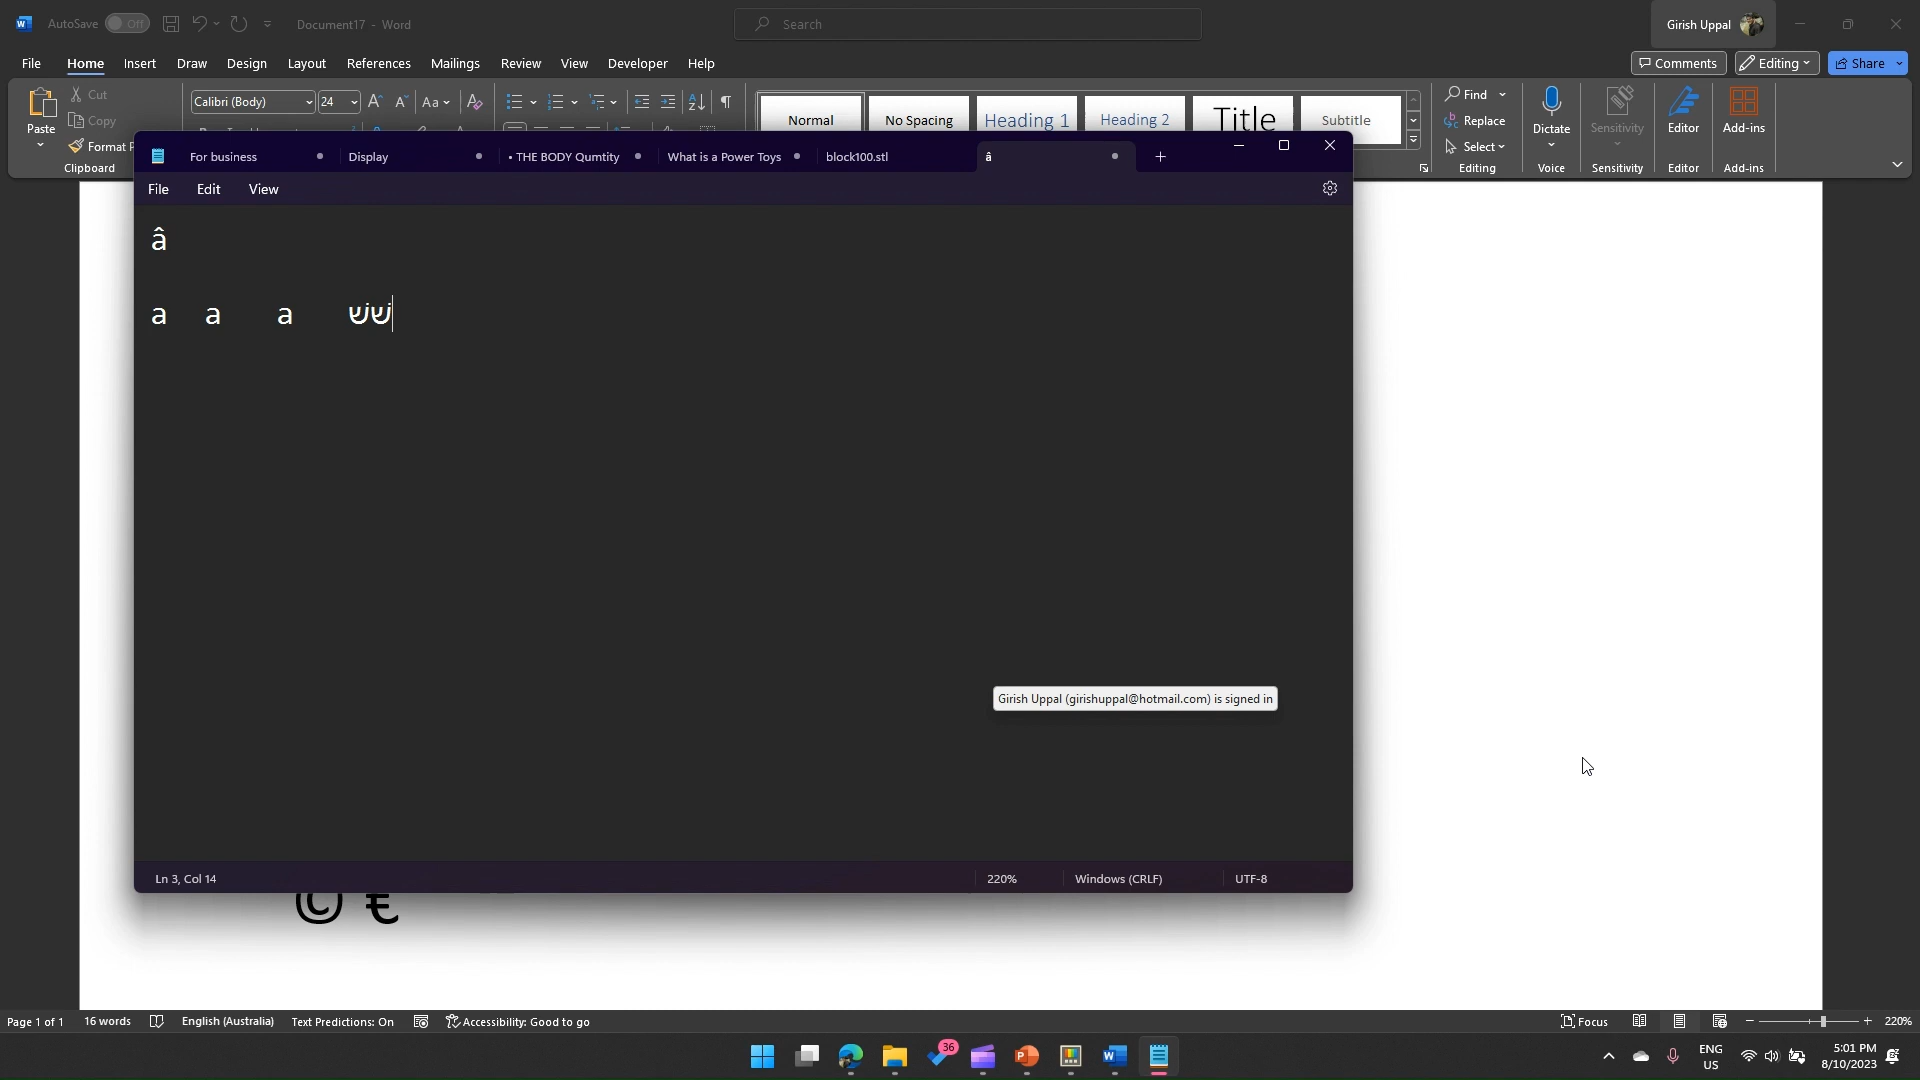 AutoSave Off Document17 - Word Search Girish Uppal
File Home Insert Draw Design Layout References Mailings Review View Developer Help Comments Editing Share
Paste Cut Copy Format
Clipboard
Calibri (Body) 24 Aa
Normal No Spacing Heading 1 Heading 2 Title Subtitle
Find Replace Select
Editing
Dictate
Voice
Sensitivity
Sensitivity
Editor
Editor
Add-ins
Add-ins
For business Display • THE BODY Qumtity What is a Power Toys block100.stl â
File Edit View
â
a a a שׁשׁ
Girish Uppal (girishuppal@hotmail.com) is signed in
Ln 3, Col 14 220% Windows (CRLF) UTF-8
© €
Page 1 of 1 16 words English (Australia) Text Predictions: On Accessibility: Good to go Focus 220%
36
ENG
US
5:01 PM
8/10/2023